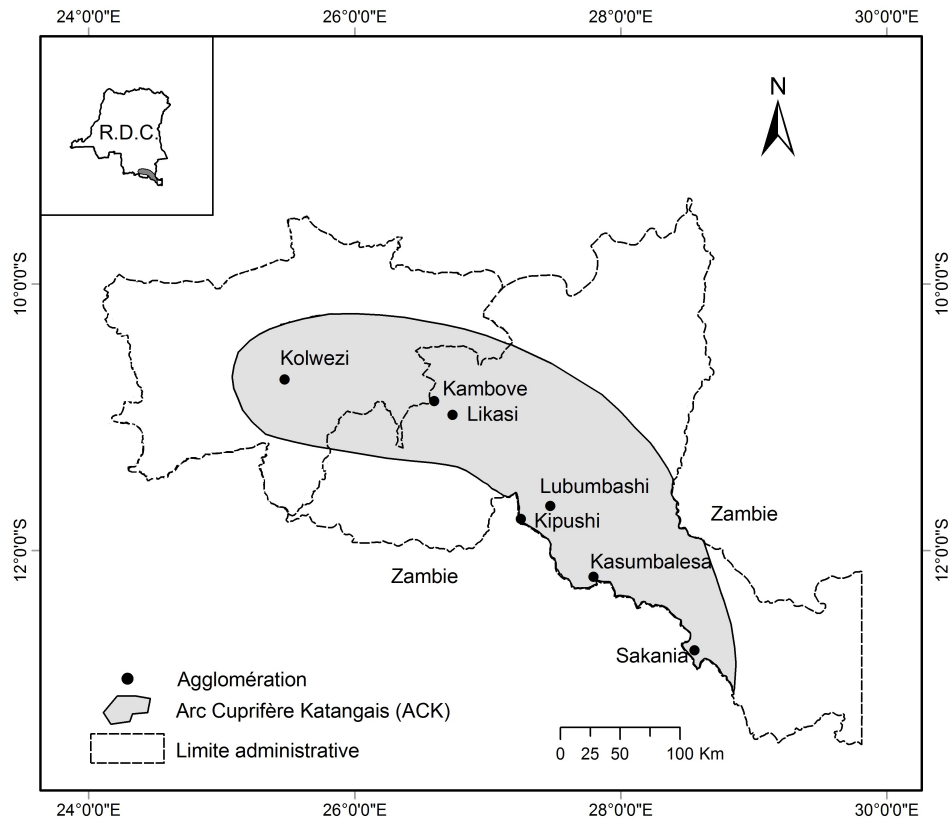 24°0'0"E 26°0'0"E 28°0'0"E 30°0'0"E
R.D.C.
N
10°0'0"S 10°0'0"S
Kolwezi
Kambove
Likasi
Lubumbashi
Kipushi
Zambie
12°0'0"S 12°0'0"S
Kasumbalesa
Zambie
Sakania
Agglomération
Arc Cuprifère Katangais (ACK)
Limite administrative
0 25 50 100 Km
24°0'0"E 26°0'0"E 28°0'0"E 30°0'0"E